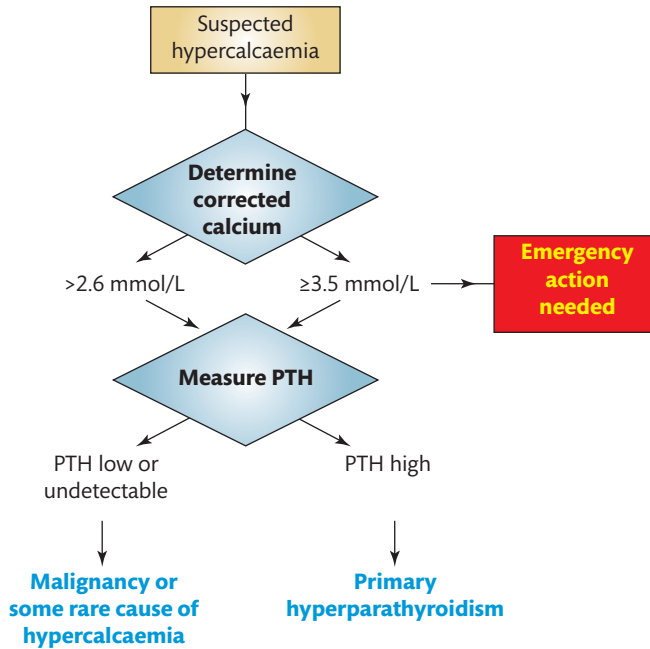 Suspected
hypercalcaemia
Determine
corrected
calcium
>2.6 mmol/L
≥3.5 mmol/L
Emergency
action
needed
Measure PTH
PTH low or
undetectable
PTH high
Malignancy or
some rare cause of
hypercalcaemia
Primary
hyperparathyroidism